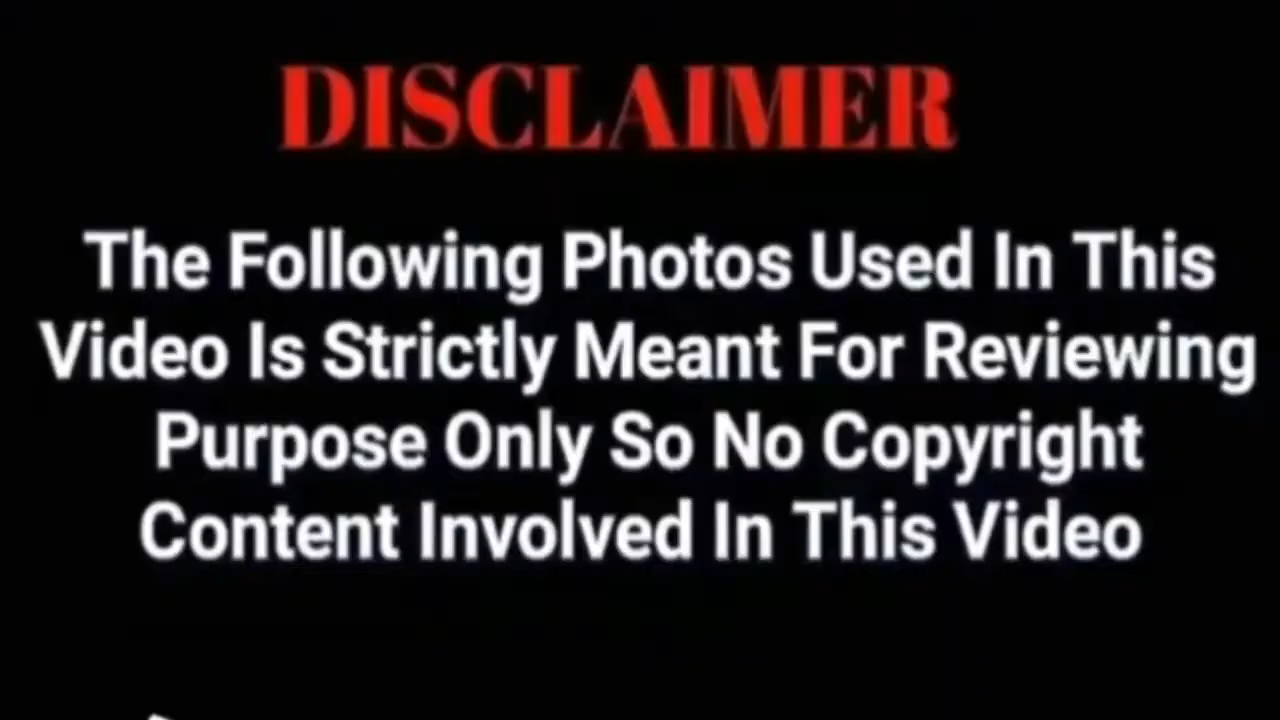 DISCLAIMER
The Following Photos Used In This
Video Is Strictly Meant For Reviewing
Purpose Only So No Copyright
Content Involved In This Video